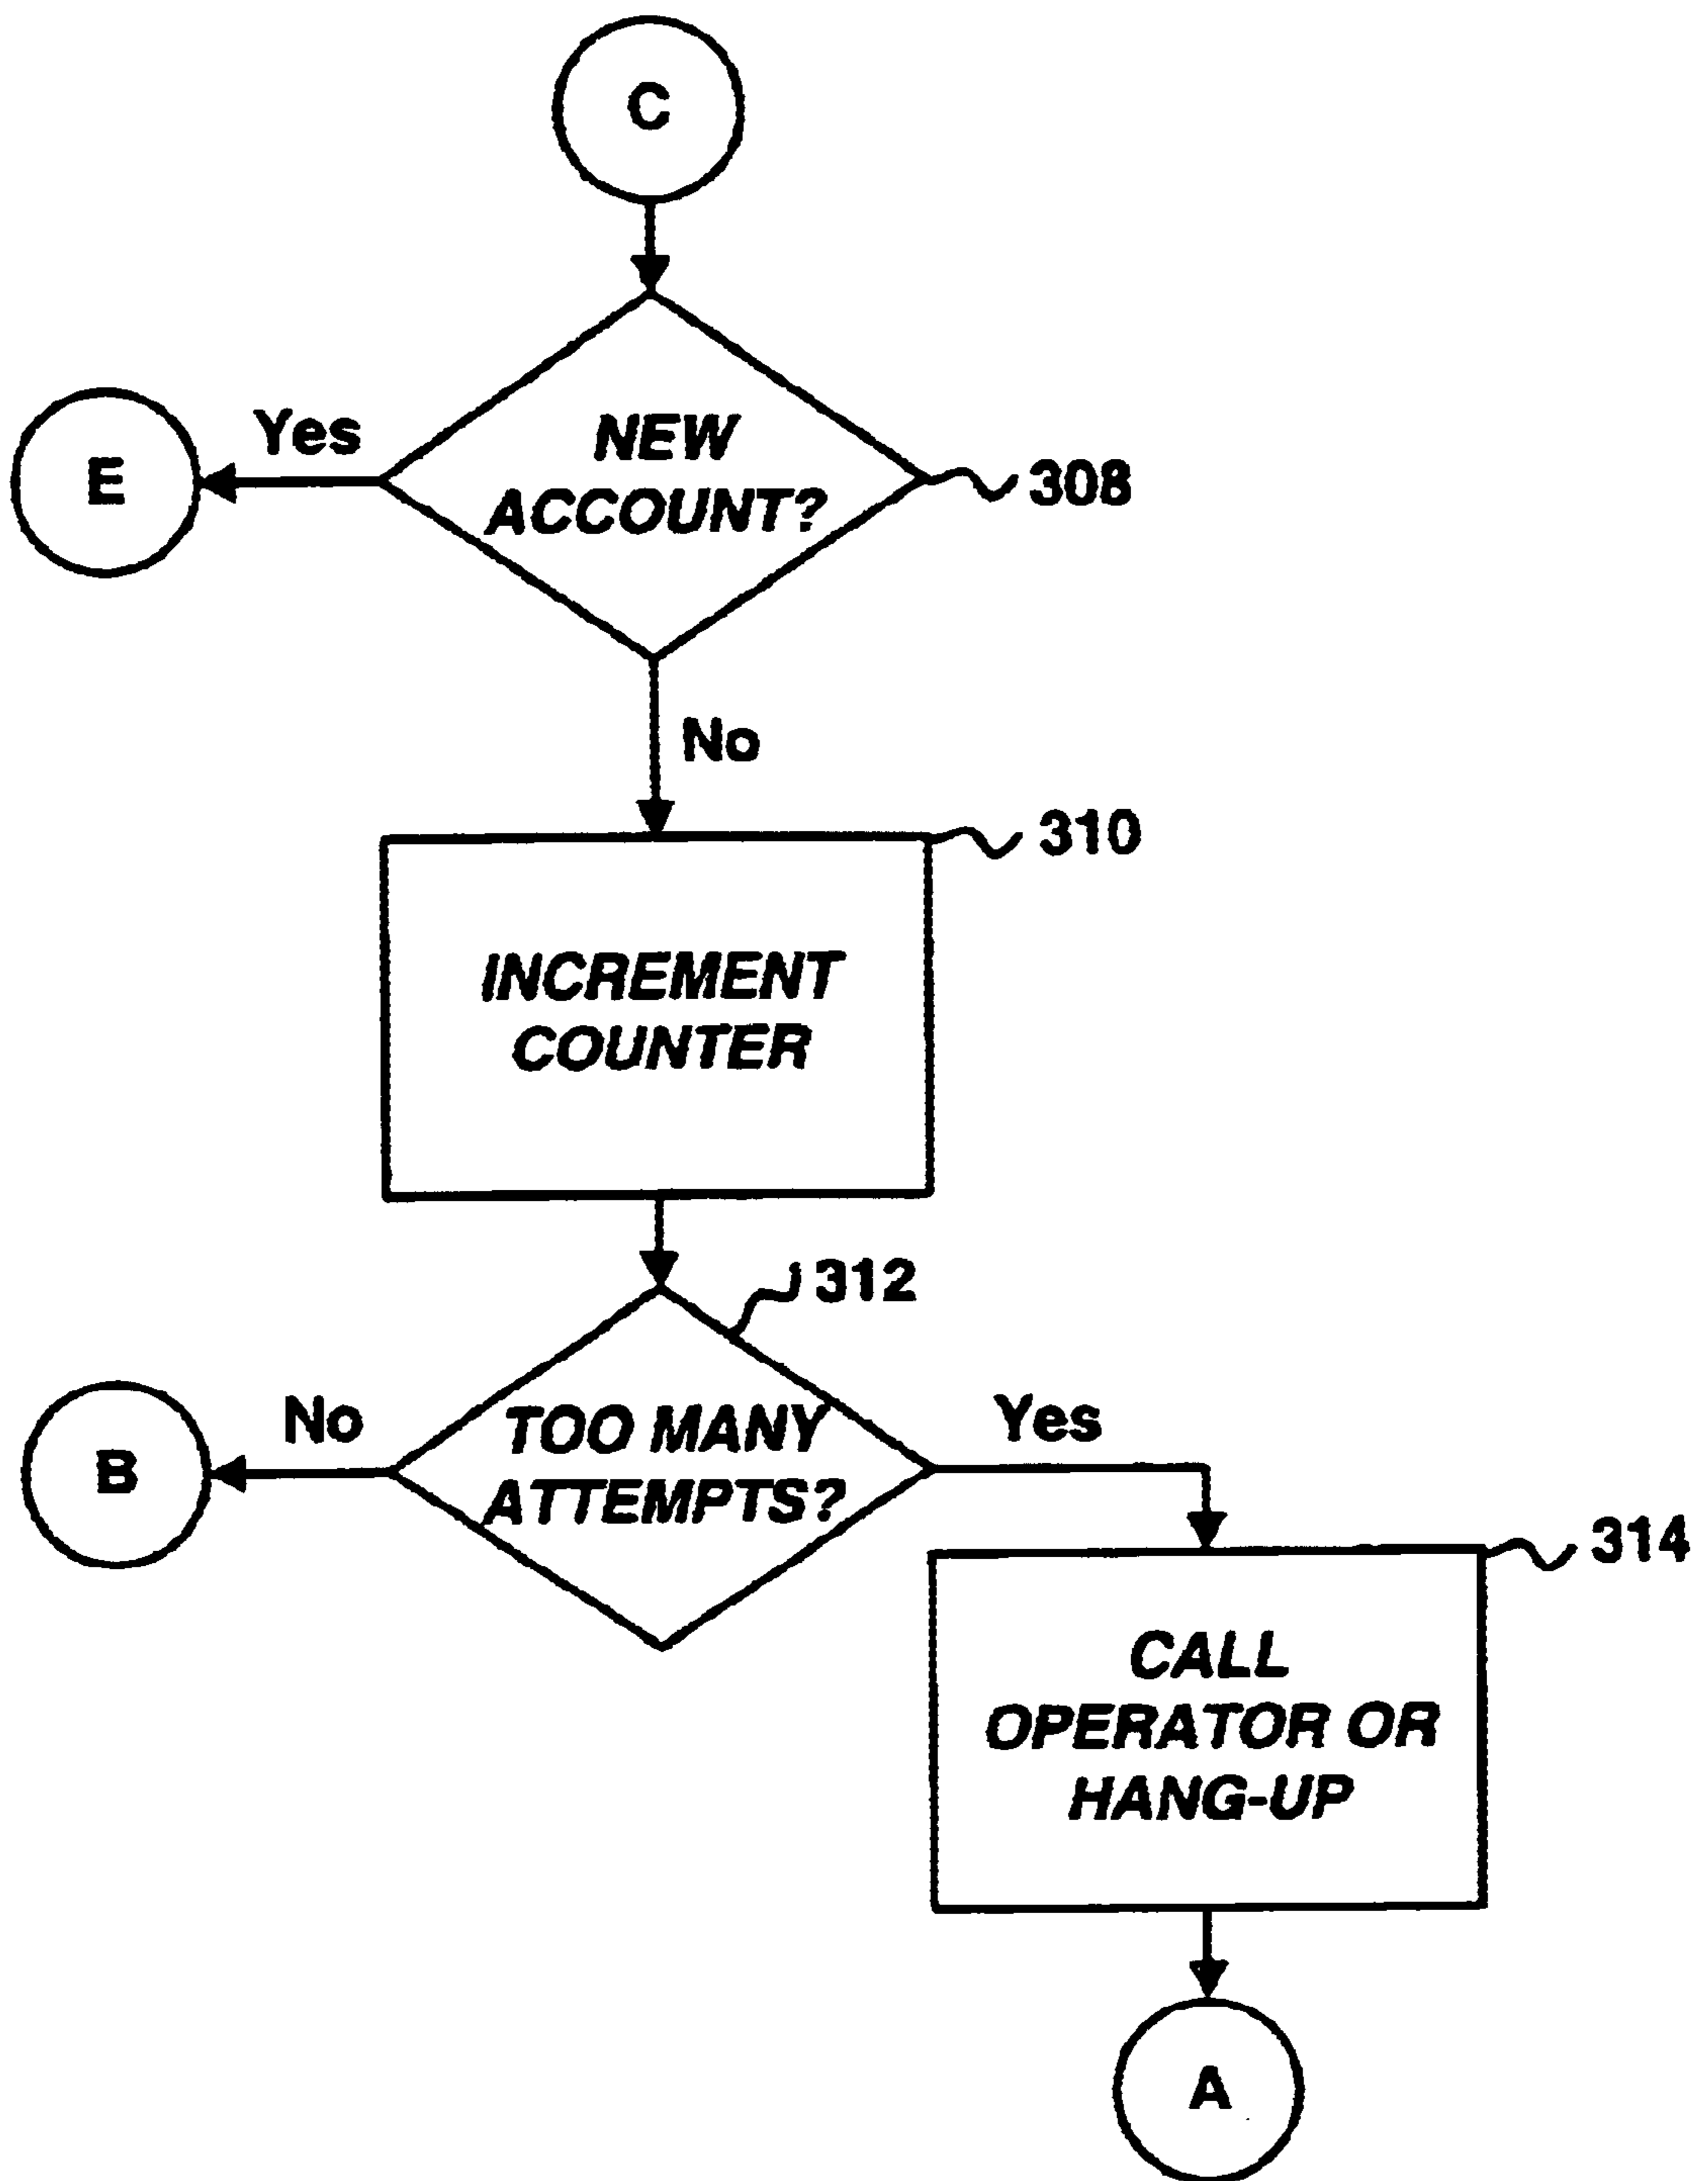 C
NEW
ACCOUNT?
Yes
E
308
No
310
INCREMENT
COUNTER
312
TOO MANY
ATTEMPTS?
No
B
Yes
314
CALL
OPERATOR OR
HANG-UP
A